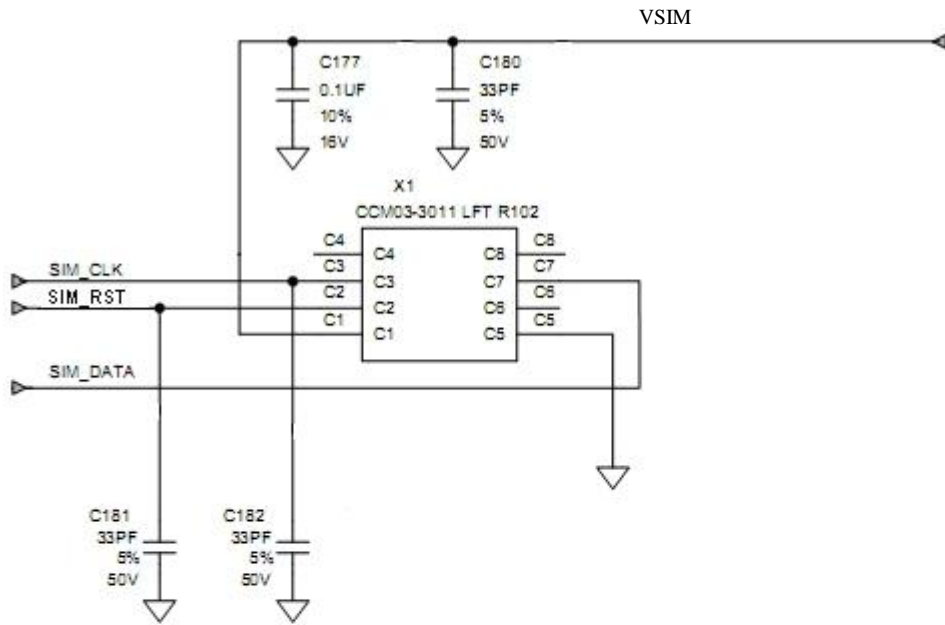 VSIM
C177
0.1UF
10%
16V
C180
33PF
5%
50V
X1
CCM03-3011 LFT R102
C4
C4
C8
C8
SIM_CLK
C3
C3
C7
C7
SIM_RST
C2
C2
C6
C6
C1
C1
C5
C5
SIM_DATA
C181
33PF
5%
50V
C182
33PF
5%
50V